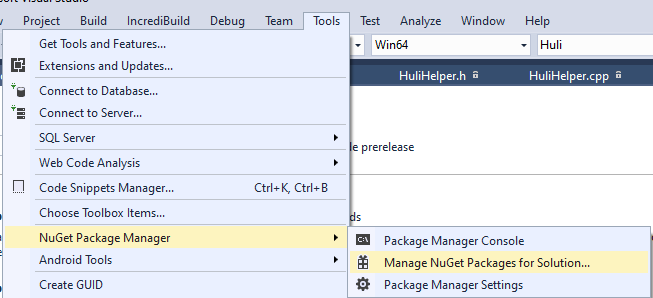 Visual Studio
Project Build IncrediBuild Debug Team Tools Test Analyze Window Help
Get Tools and Features...
Win64 Huli
Extensions and Updates...
HuliHelper.h HuliHelper.cpp
Connect to Database...
Connect to Server...
SQL Server
prerelease
Web Code Analysis
Code Snippets Manager... Ctrl+K, Ctrl+B
Choose Toolbox Items...
NuGet Package Manager
Package Manager Console
Android Tools
Manage NuGet Packages for Solution...
Create GUID
Package Manager Settings